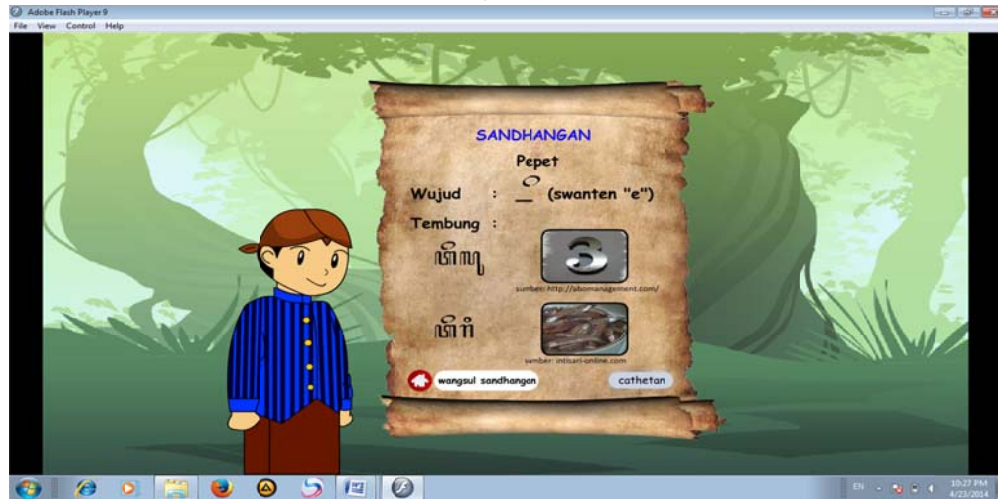 Adobe Flash Player 9
File View Control Help
SANDHANGAN
Pepet
Wujud : ꦼ (swanten "e")
Tembung :
ꦠꦼꦭꦸ
3
sumber: http://abomanagement.com/
ꦠꦼꦫꦶ
sumber: intisari-online.com
wangsul sandhangan
cathetan
EN
10:27 PM
4/23/2014